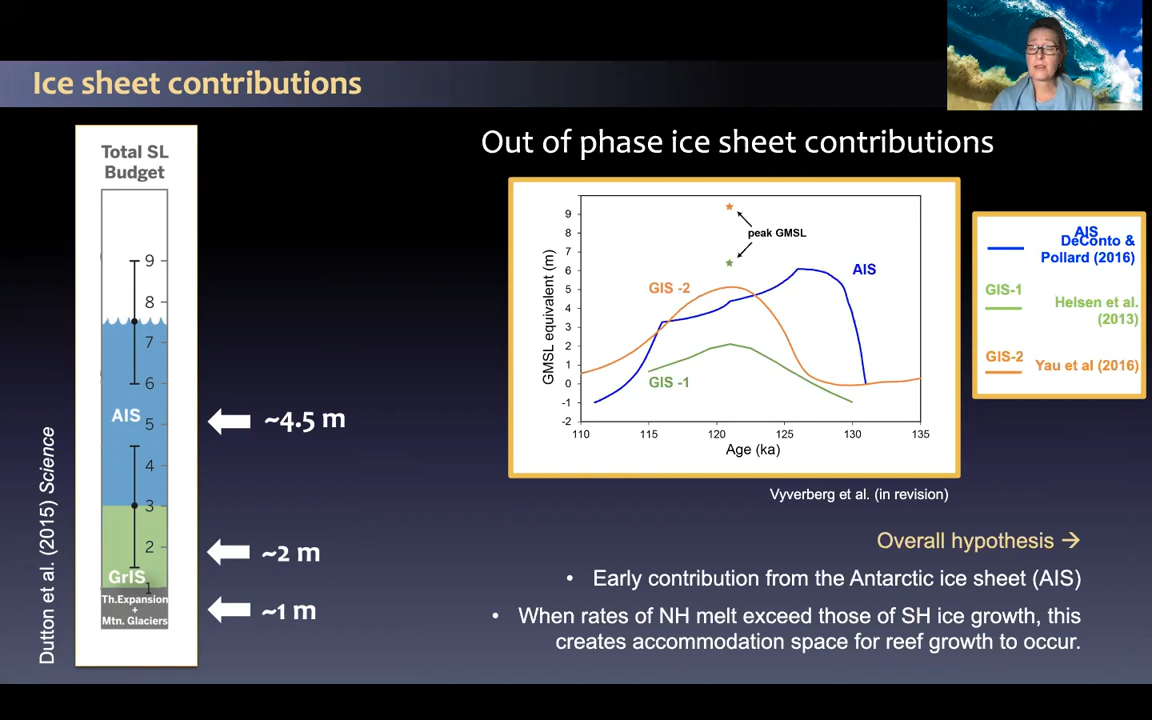 Ice sheet contributions
Total SL
Budget
9
8
7
6
AIS
5
4
3
2
GrIS
1
Th.Expansion
+
Mtn. Glaciers
~4.5 m
~2 m
~1 m
Dutton et al. (2015) Science
Out of phase ice sheet contributions
GMSL equivalent (m)
9
8
7
6
5
4
3
2
1
0
-1
-2
110
115
120
125
130
135
Age (ka)
peak GMSL
AIS
GIS -2
GIS -1
AIS
DeConto &
Pollard (2016)
GIS-1
Helsen et al.
(2013)
GIS-2
Yau et al (2016)
Vyverberg et al. (in revision)
Overall hypothesis →
• Early contribution from the Antarctic ice sheet (AIS)
• When rates of NH melt exceed those of SH ice growth, this
creates accommodation space for reef growth to occur.